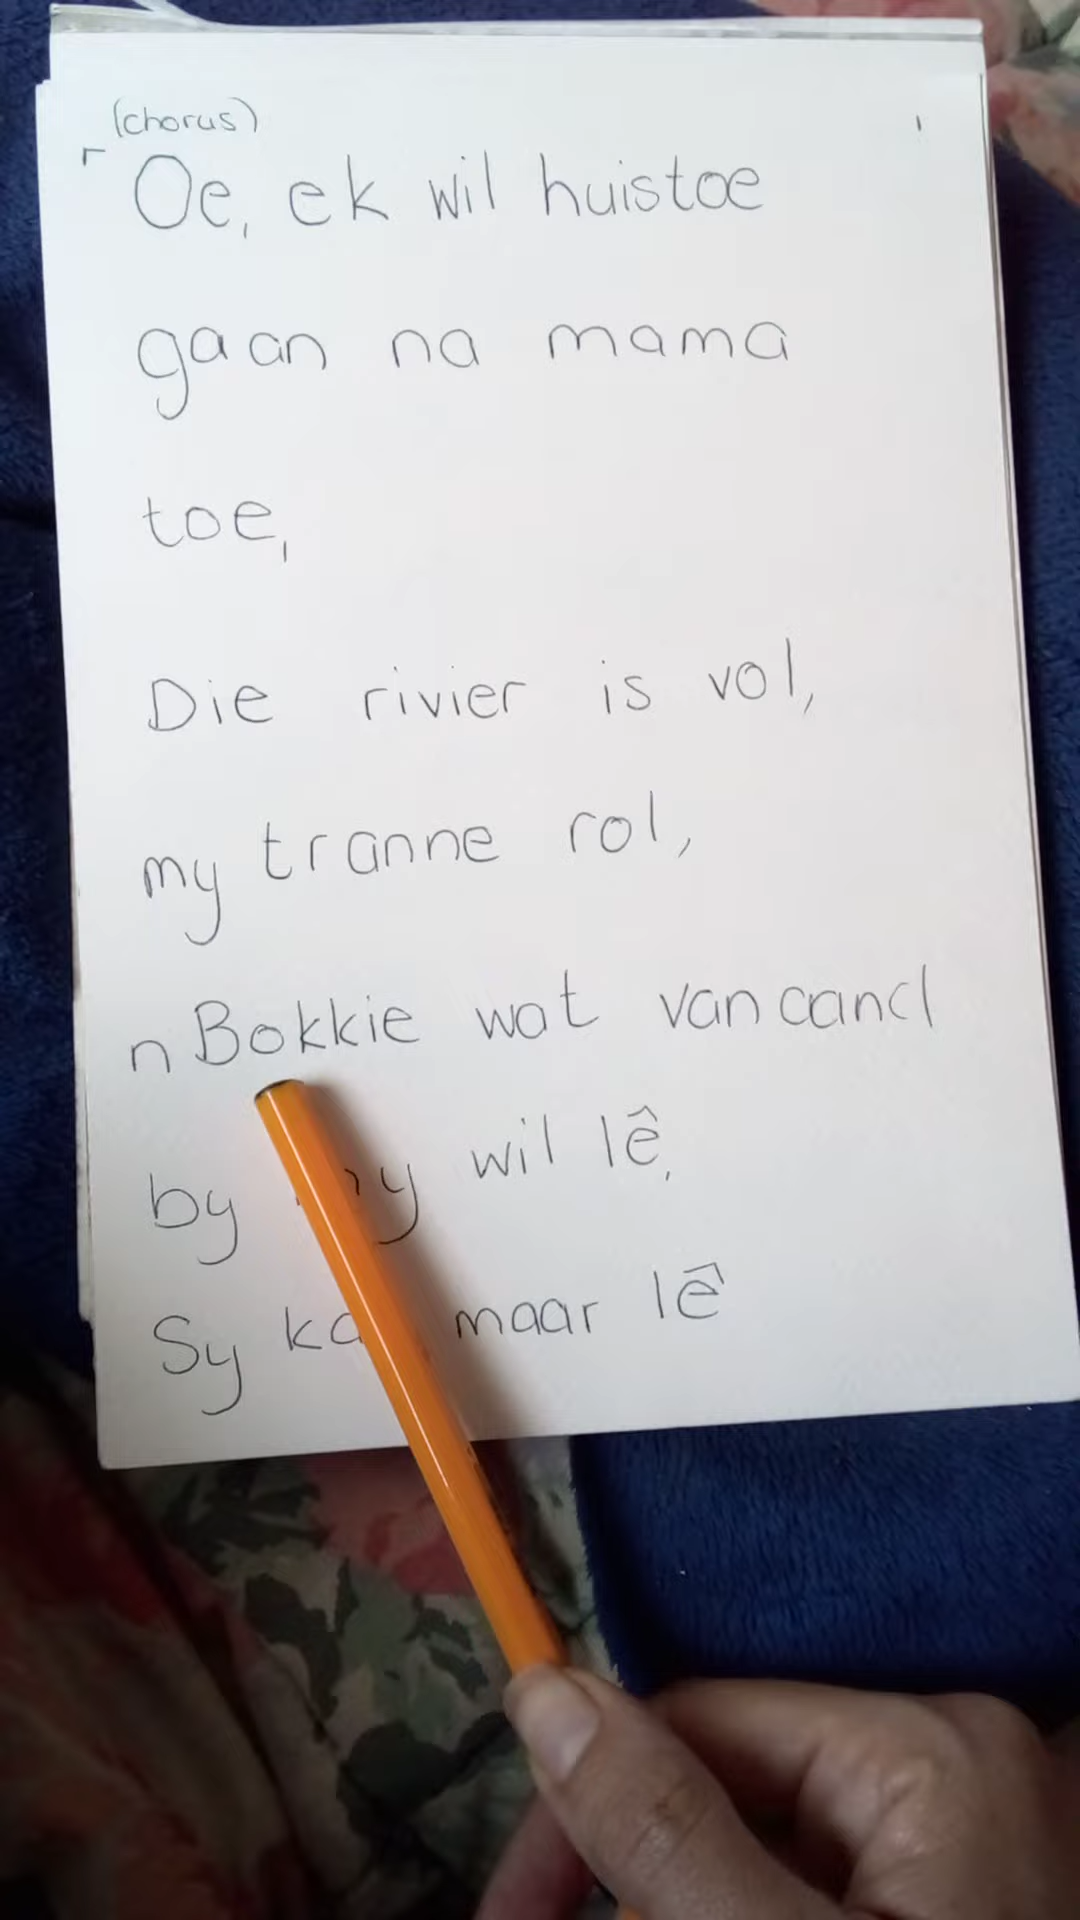 (chorus)
Oe, ek wil huistoe
gaan na mama
toe,
Die rivier is vol,
my tranne rol,
n Bokkie wat vanaand
by wil lê,
Sy maar lê